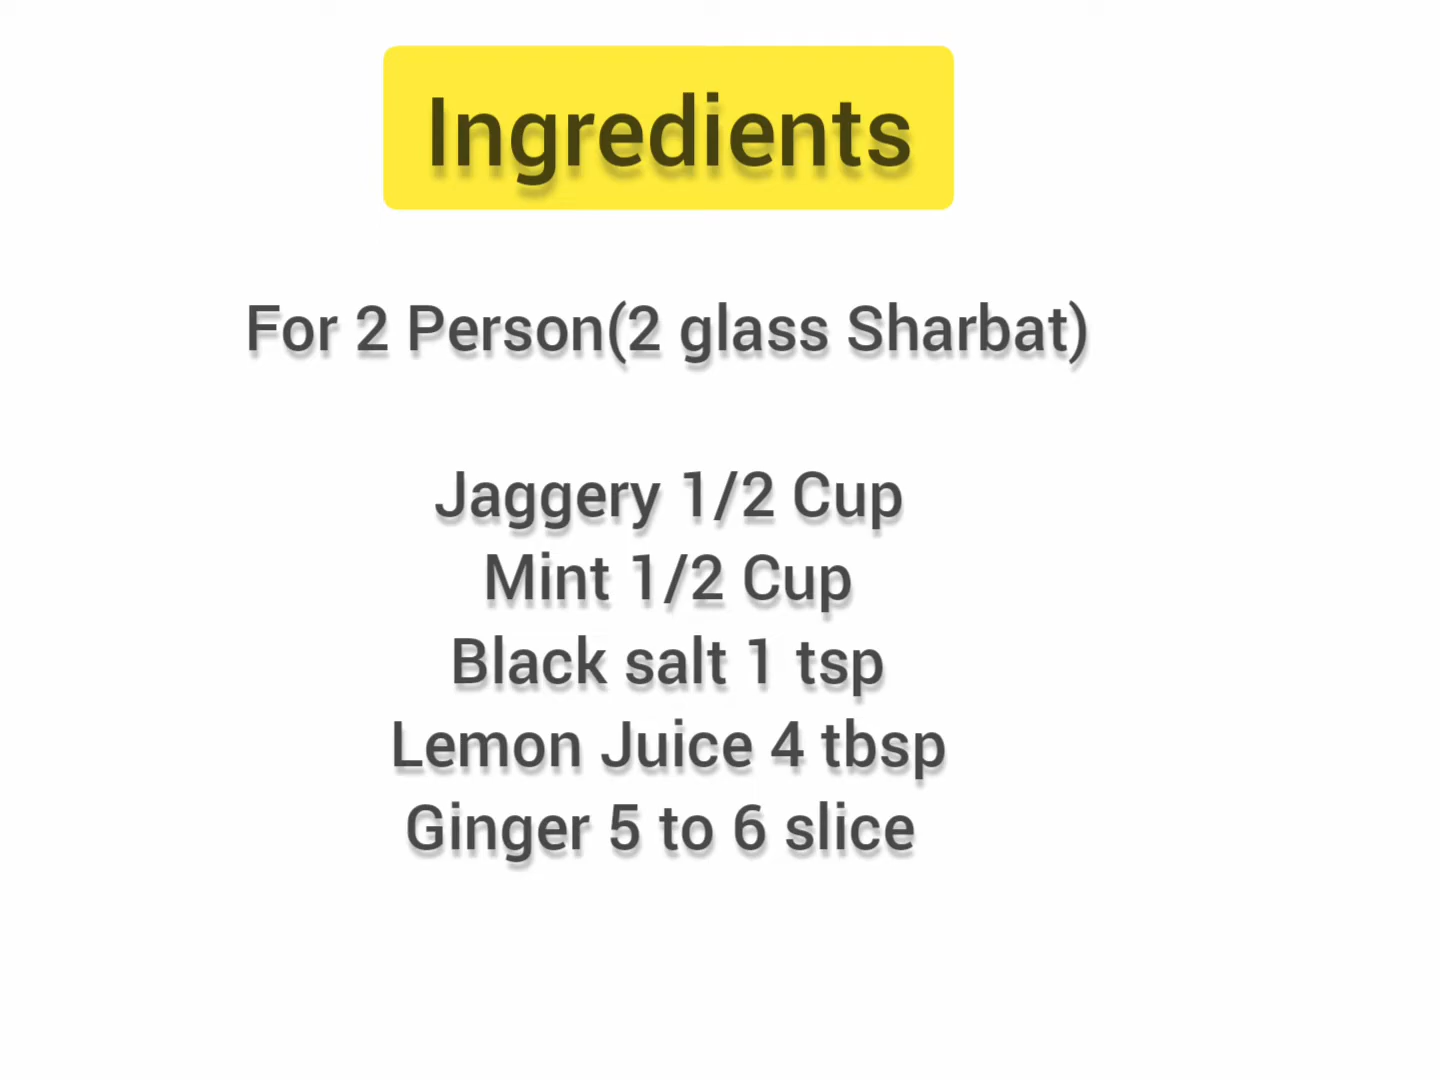 Ingredients
For 2 Person(2 glass Sharbat)
Jaggery 1/2 Cup
Mint 1/2 Cup
Black salt 1 tsp
Lemon Juice 4 tbsp
Ginger 5 to 6 slice